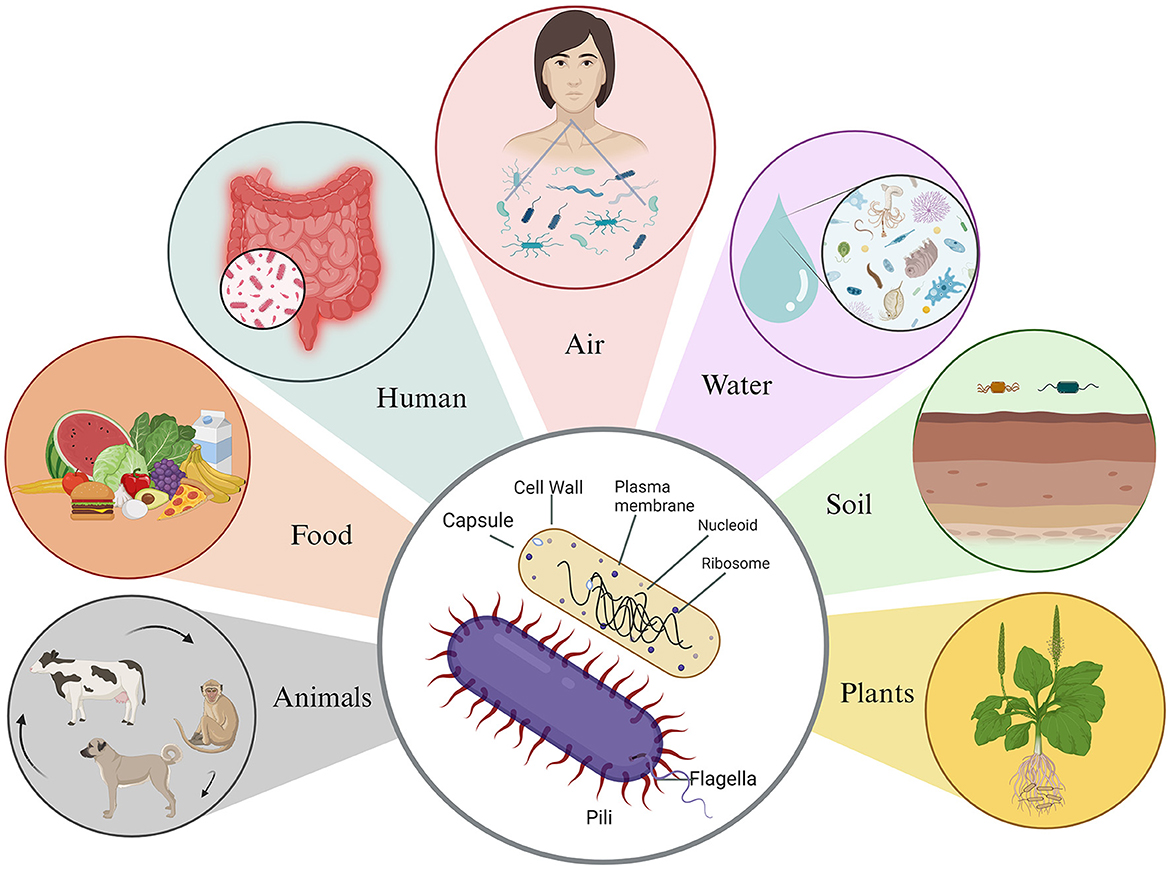 Air
Water
Human
Soil
Food
Plants
Animals
Cell Wall
Plasma
membrane
Capsule
Nucleoid
Ribosome
Flagella
Pili